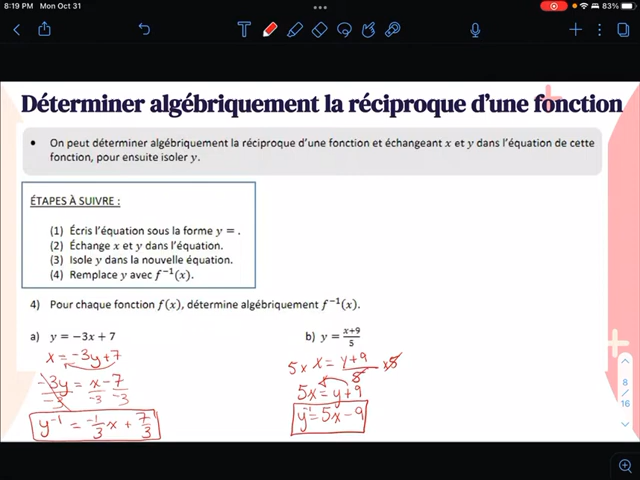 8:19 PM Mon Oct 31
83%
Déterminer algébriquement la réciproque d'une fonction
• On peut déterminer algébriquement la réciproque d'une fonction et échangeant x et y dans l'équation de cette
fonction, pour ensuite isoler y.
ÉTAPES À SUIVRE :
(1) Écris l'équation sous la forme y = .
(2) Échange x et y dans l'équation.
(3) Isole y dans la nouvelle équation.
(4) Remplace y avec f⁻¹(x).
4) Pour chaque fonction f(x), détermine algébriquement f⁻¹(x).
a) y = −3x + 7
x = -3y+7
-3y/-3 = x/-3 -7/-3
y⁻¹ = -1/3 x + 7/3
b) y = (x+9)/5
5x x = (y+9)/5 x5
5x = y+9
y⁻¹ = 5x-9
8
16